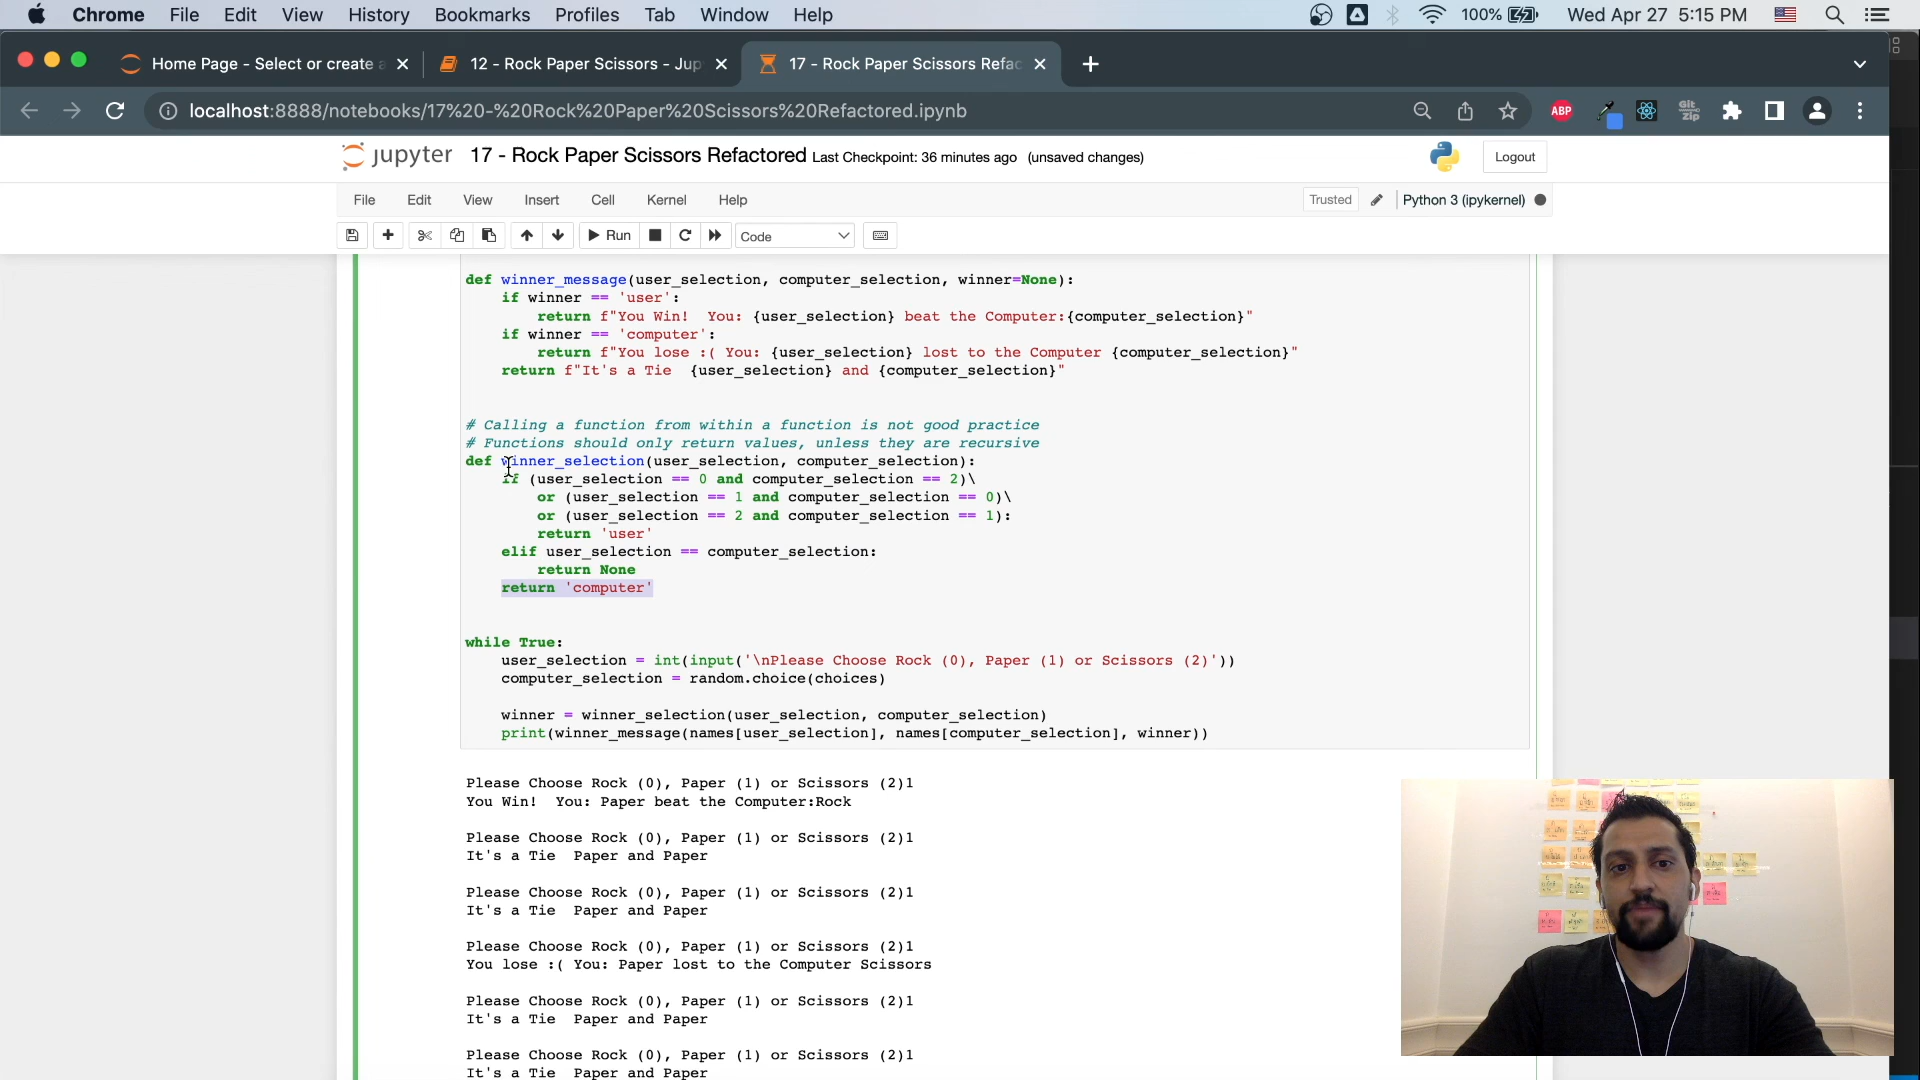 Chrome File Edit View History Bookmarks Profiles Tab Window Help 100% Wed Apr 27 5:15 PM
Home Page - Select or create a 12 - Rock Paper Scissors - Jup 17 - Rock Paper Scissors Refac
localhost:8888/notebooks/17%20-%20Rock%20Paper%20Scissors%20Refactored.ipynb ABP Git Zip
jupyter 17 - Rock Paper Scissors Refactored Last Checkpoint: 36 minutes ago (unsaved changes) Logout
File Edit View Insert Cell Kernel Help Trusted Python 3 (ipykernel)
Run Code
def winner_message(user_selection, computer_selection, winner=None):
    if winner == 'user':
        return f"You Win!  You: {user_selection} beat the Computer:{computer_selection}"
    if winner == 'computer':
        return f"You lose :( You: {user_selection} lost to the Computer {computer_selection}"
    return f"It's a Tie  {user_selection} and {computer_selection}"
# Calling a function from within a function is not good practice
# Functions should only return values, unless they are recursive
def winner_selection(user_selection, computer_selection):
    if (user_selection == 0 and computer_selection == 2)\
        or (user_selection == 1 and computer_selection == 0)\
        or (user_selection == 2 and computer_selection == 1):
        return 'user'
    elif user_selection == computer_selection:
        return None
    return 'computer'
while True:
    user_selection = int(input('\nPlease Choose Rock (0), Paper (1) or Scissors (2)'))
    computer_selection = random.choice(choices)
    winner = winner_selection(user_selection, computer_selection)
    print(winner_message(names[user_selection], names[computer_selection], winner))
Please Choose Rock (0), Paper (1) or Scissors (2)1
You Win!  You: Paper beat the Computer:Rock
Please Choose Rock (0), Paper (1) or Scissors (2)1
It's a Tie  Paper and Paper
Please Choose Rock (0), Paper (1) or Scissors (2)1
It's a Tie  Paper and Paper
Please Choose Rock (0), Paper (1) or Scissors (2)1
You lose :( You: Paper lost to the Computer Scissors
Please Choose Rock (0), Paper (1) or Scissors (2)1
It's a Tie  Paper and Paper
Please Choose Rock (0), Paper (1) or Scissors (2)1
It's a Tie  Paper and Paper